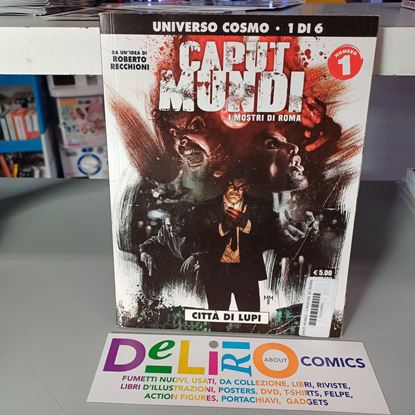 UNIVERSO COSMO • 1 DI 6
DA UN'IDEA DI
ROBERTO
RECCHIONI
CAPUT
MUNDI
I MOSTRI DI ROMA
NUMERO
1
€ 5,00
CITTÀ DI LUPI
DeLiRiO
ABOUT
COMICS
FUMETTI NUOVI, USATI, DA COLLEZIONE, LIBRI, RIVISTE,
LIBRI D'ILLUSTRAZIONI, POSTERS, DVD, T-SHIRTS, FELPE,
ACTION FIGURES, PORTACHIAVI, GADGETS